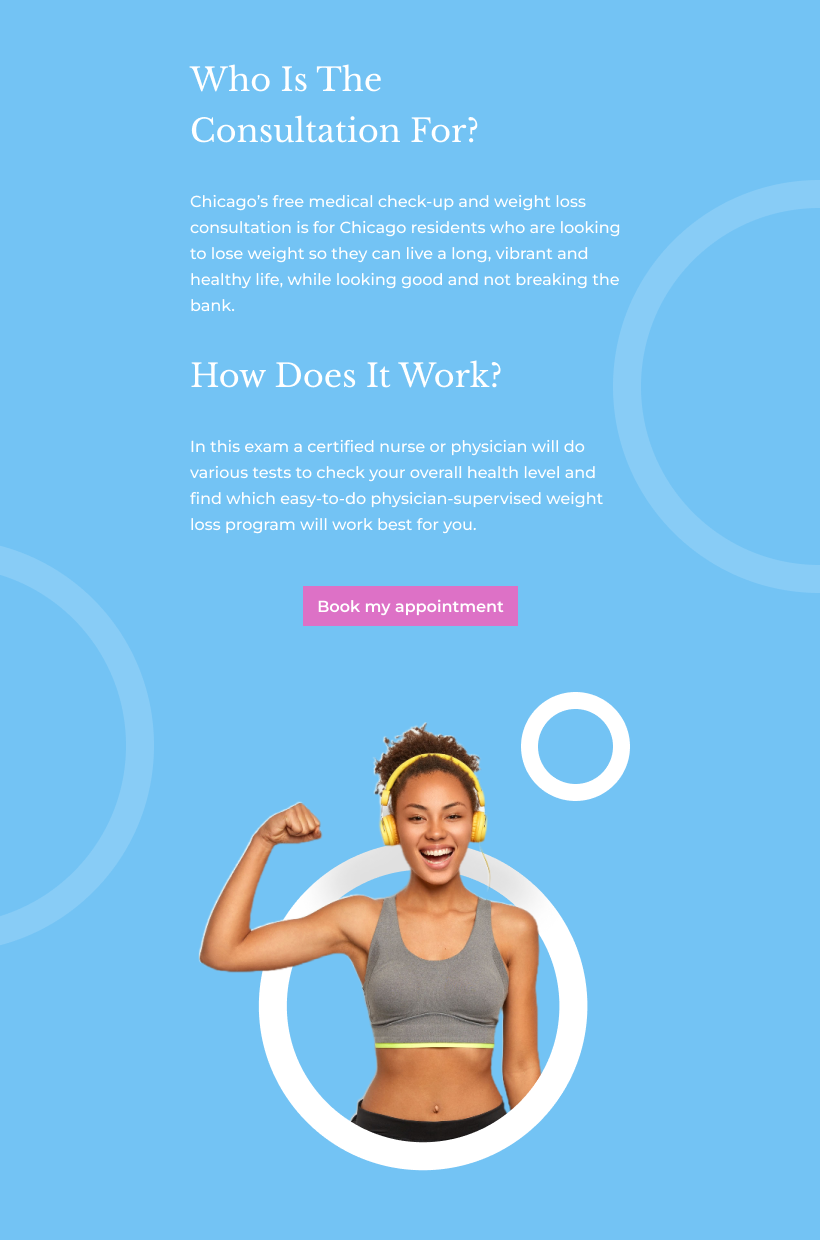 Who Is The
Consultation For?
Chicago’s free medical check-up and weight loss
consultation is for Chicago residents who are looking
to lose weight so they can live a long, vibrant and
healthy life, while looking good and not breaking the
bank.
How Does It Work?
In this exam a certified nurse or physician will do
various tests to check your overall health level and
find which easy-to-do physician-supervised weight
loss program will work best for you.
Book my appointment